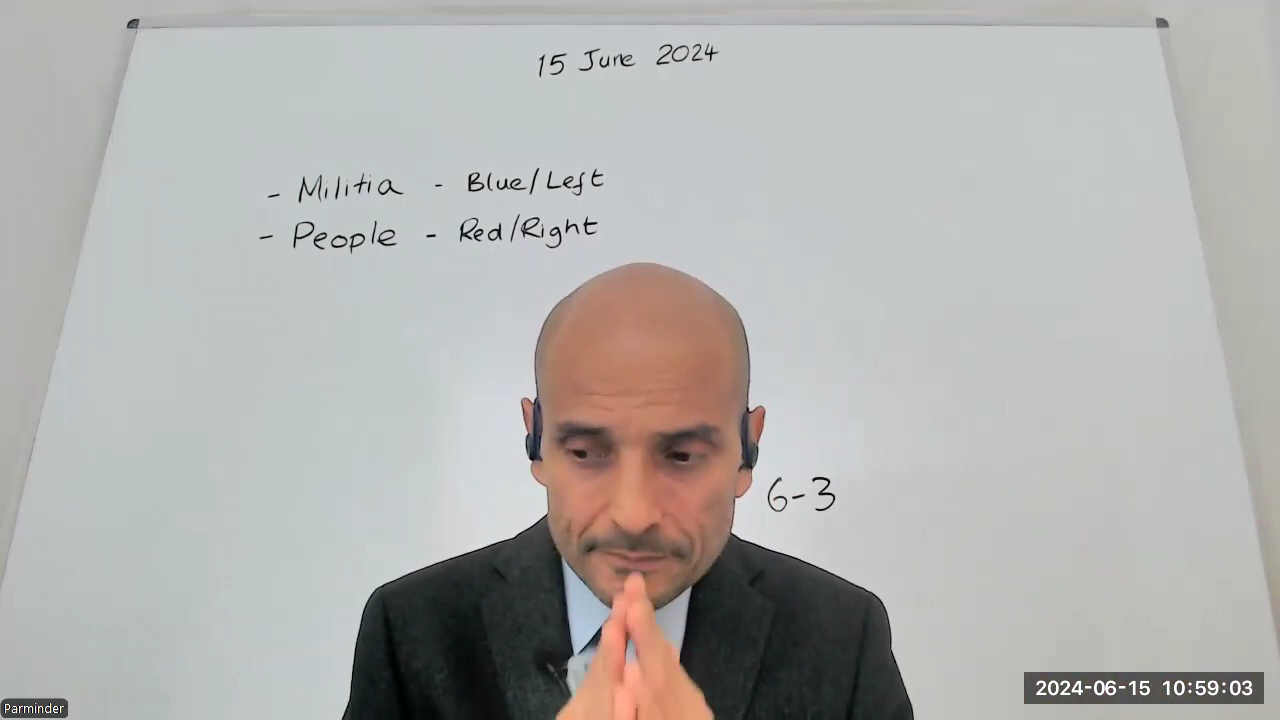 15 June 2024
- Militia - Blue/Left
- People - Red/Right
6-3
Parminder
2024-06-15 10:59:03